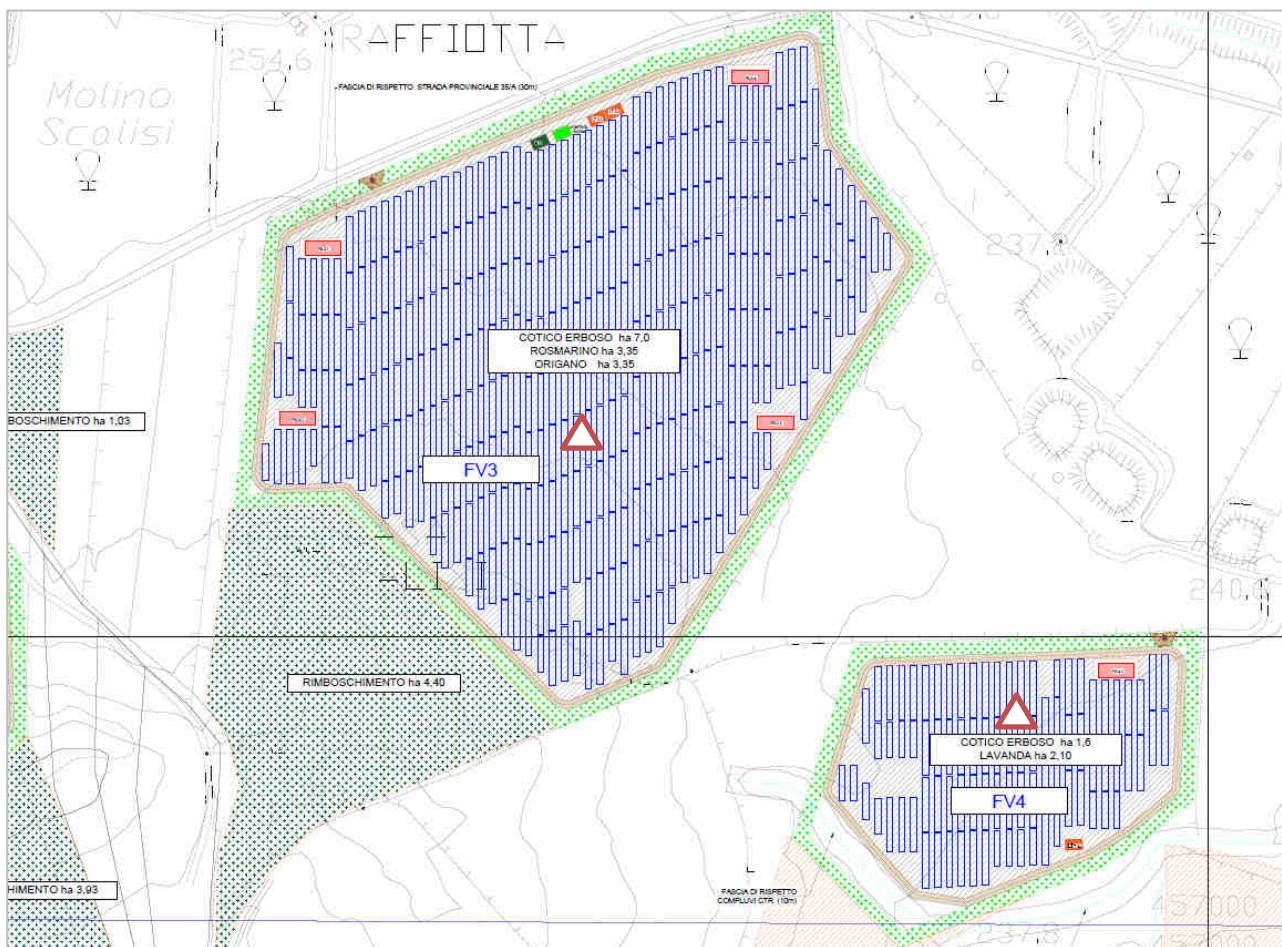 RAFFIOTTA
254.6
FASCIA DI RISPETTO STRADA PROVINCIALE 35/A (30m)
Molino
Scalisi
237.2
COTICO ERBOSO ha 7,0
ROSMARINO ha 3,35
ORIGANO ha 3,35
BOSCHIMENTO ha 1,03
FV3
240.6
RIMBOSCHIMENTO ha 4,40
COTICO ERBOSO ha 1,6
LAVANDA ha 2,10
FV4
HIMENTO ha 3,93
FASCIA DI RISPETTO
COMPLUVI CTR (10m)
457000
237.8